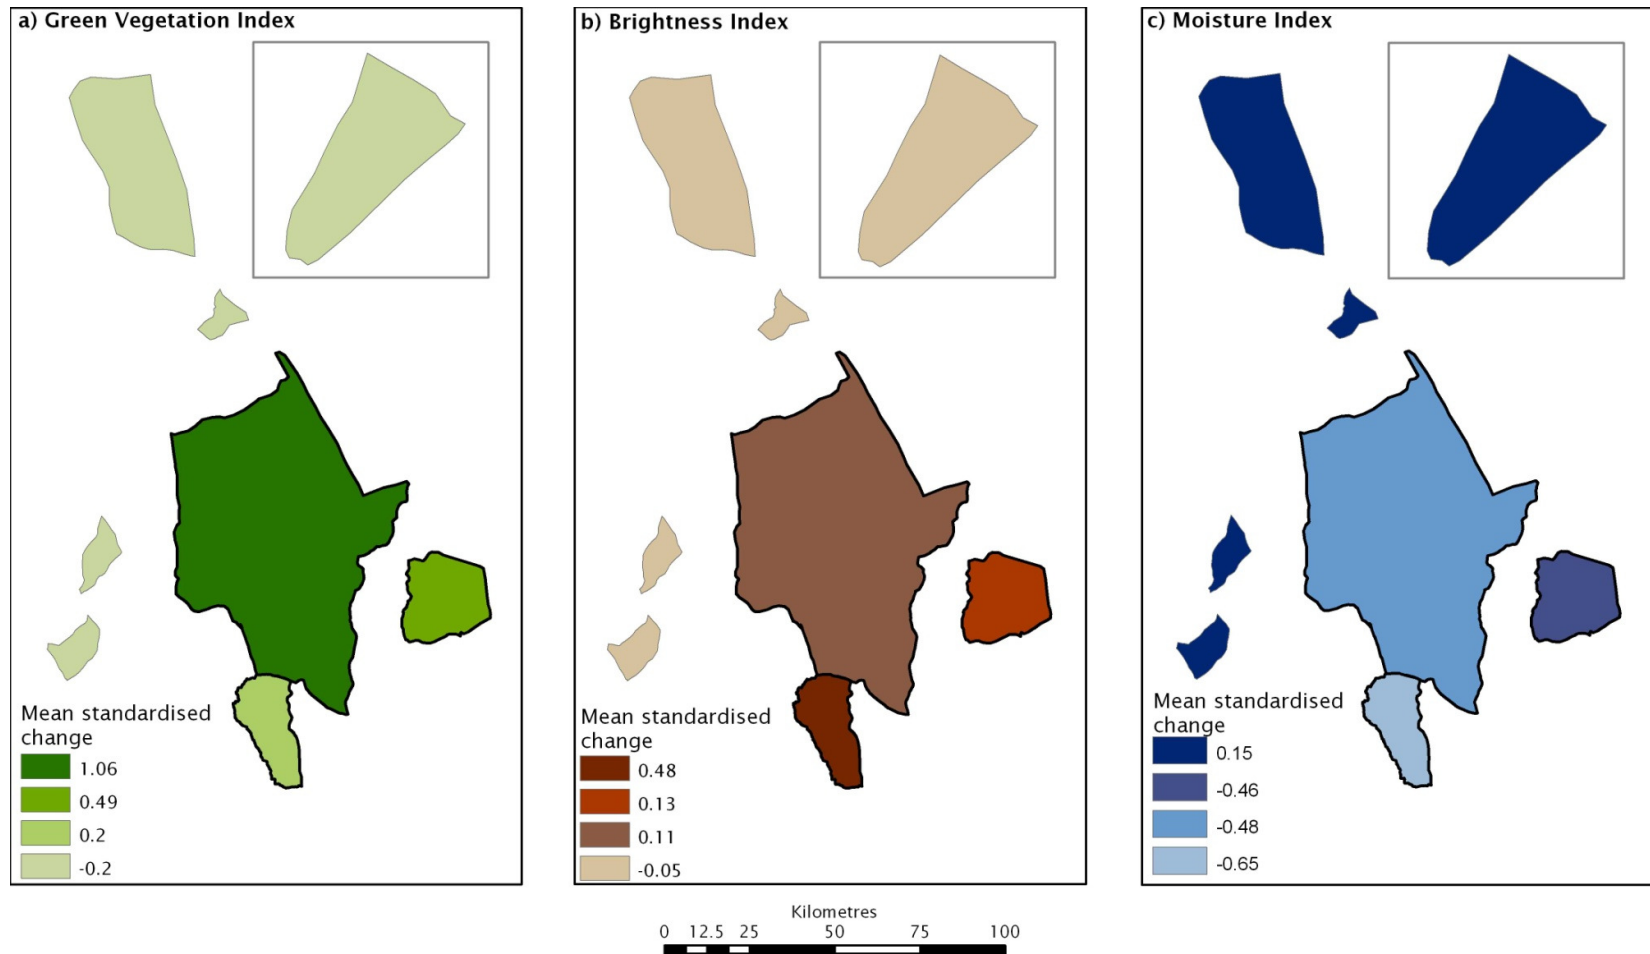 a) Green Vegetation Index
Mean standardised
change
1.06
0.49
0.2
-0.2
b) Brightness Index
Mean standardised
change
0.48
0.13
0.11
-0.05
c) Moisture Index
Mean standardised
change
0.15
-0.46
-0.48
-0.65
Kilometres
0 12.5 25 50 75 100